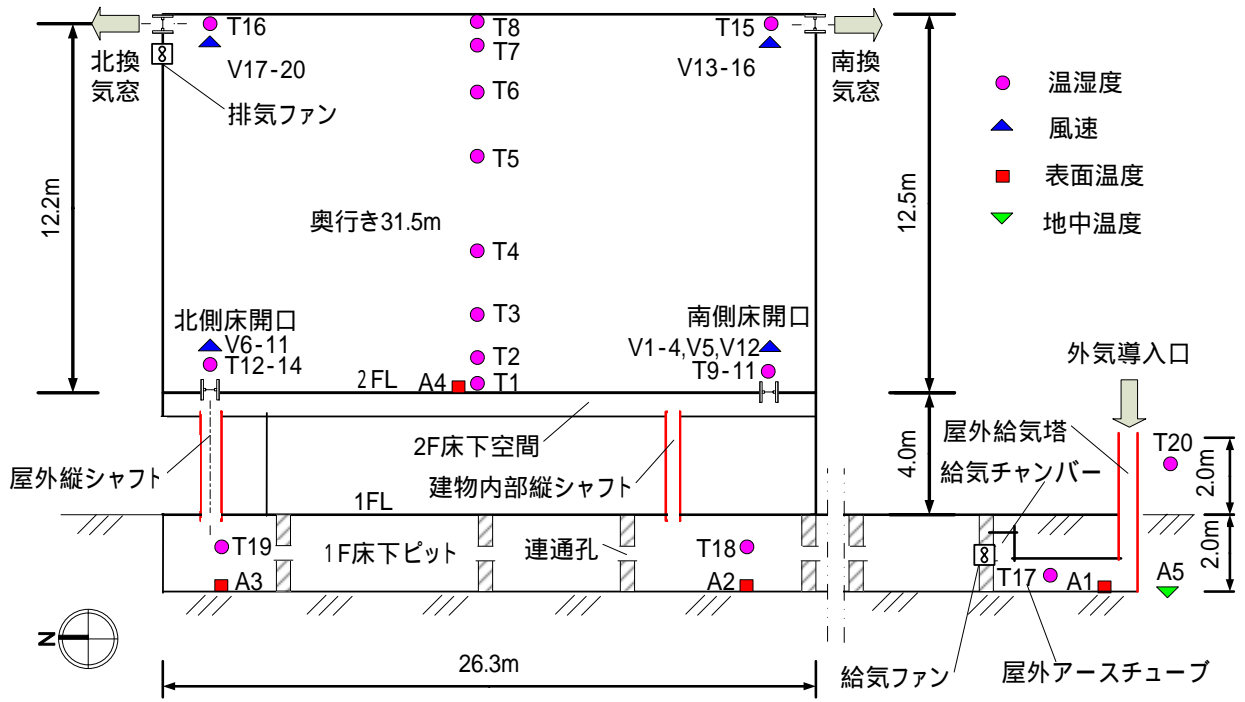 T16
T8
T15
北換
気窓
T7
南換
気窓
V17-20
V13-16
排気ファン
T6
温湿度
風速
表面温度
地中温度
T5
12.2m
12.5m
奥行き31.5m
T4
T3
北側床開口
V6-11
T12-14
南側床開口
V1-4,V5,V12
T9-11
T2
2FL
A4
T1
外気導入口
屋外縦シャフト
2F床下空間
建物内部縦シャフト
4.0m
屋外給気塔
給気チャンバー
T20
2.0m
1FL
T19
1F床下ピット
連通孔
T18
2.0m
A3
A2
T17
A1
A5
N
26.3m
給気ファン
屋外アースチューブ